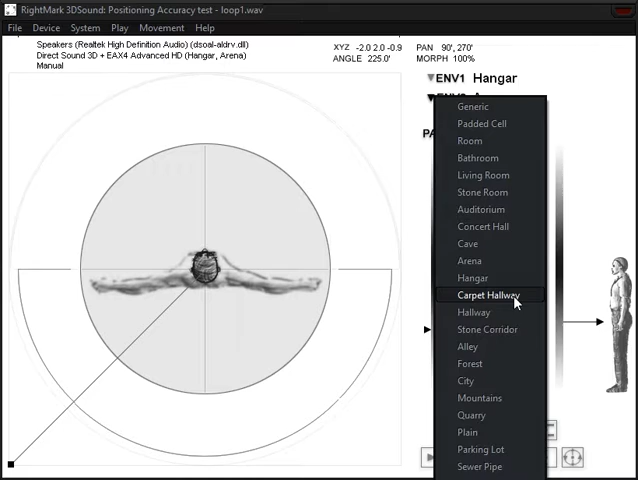 RightMark 3DSound: Positioning Accuracy test - loop1.wav
File Device System Play Movement Help
Speakers (Realtek High Definition Audio) (dsoal-aldrv.dll)
Direct Sound 3D + EAX4 Advanced HD (Hangar, Arena)
Manual
XYZ -2.0 2.0 -0.9
ANGLE 225.0'
PAN 90', 270'
MORPH 100%
ENV1 Hangar
Generic
Padded Cell
Room
Bathroom
Living Room
Stone Room
Auditorium
Concert Hall
Cave
Arena
Hangar
Carpet Hallway
Hallway
Stone Corridor
Alley
Forest
City
Mountains
Quarry
Plain
Parking Lot
Sewer Pipe